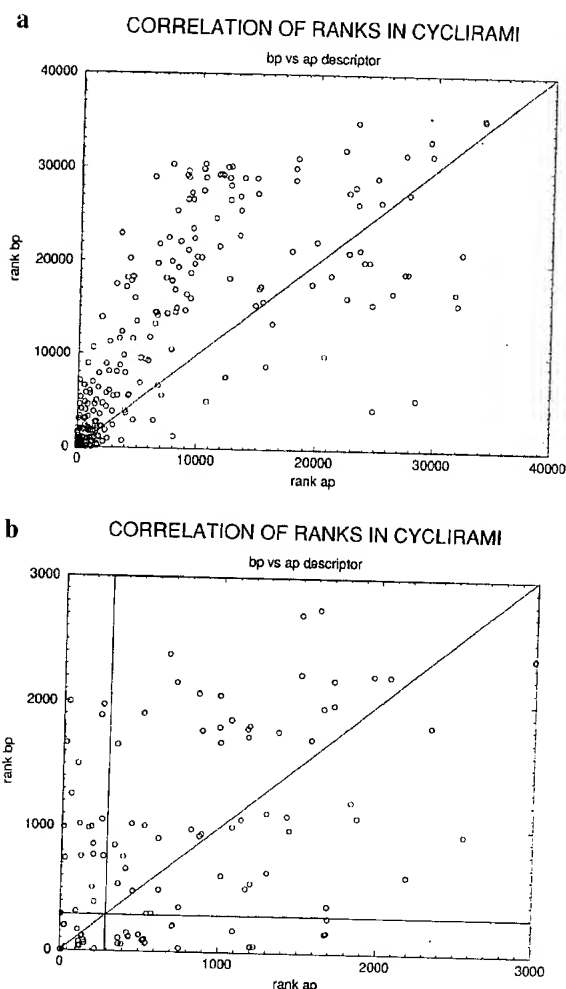 a
CORRELATION OF RANKS IN CYCLIRAMI
bp vs ap descriptor
40000
30000
20000
10000
0
rank bp
0 10000 20000 30000 40000
rank ap
b
CORRELATION OF RANKS IN CYCLIRAMI
bp vs ap descriptor
3000
2000
1000
0
rank bp
0 1000 2000 3000
rank ap